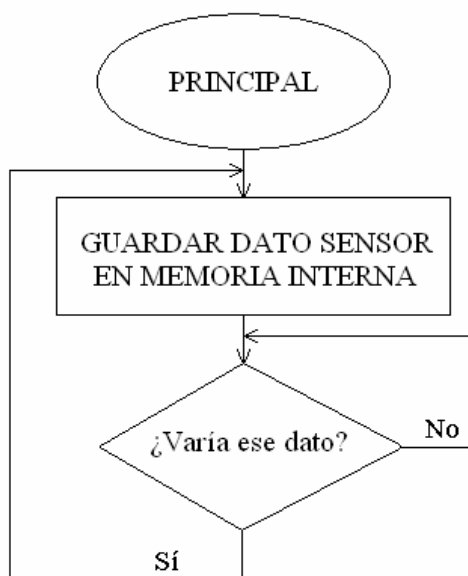 PRINCIPAL
GUARDAR DATO SENSOR
EN MEMORIA INTERNA
¿Varía ese dato?
No
Sí